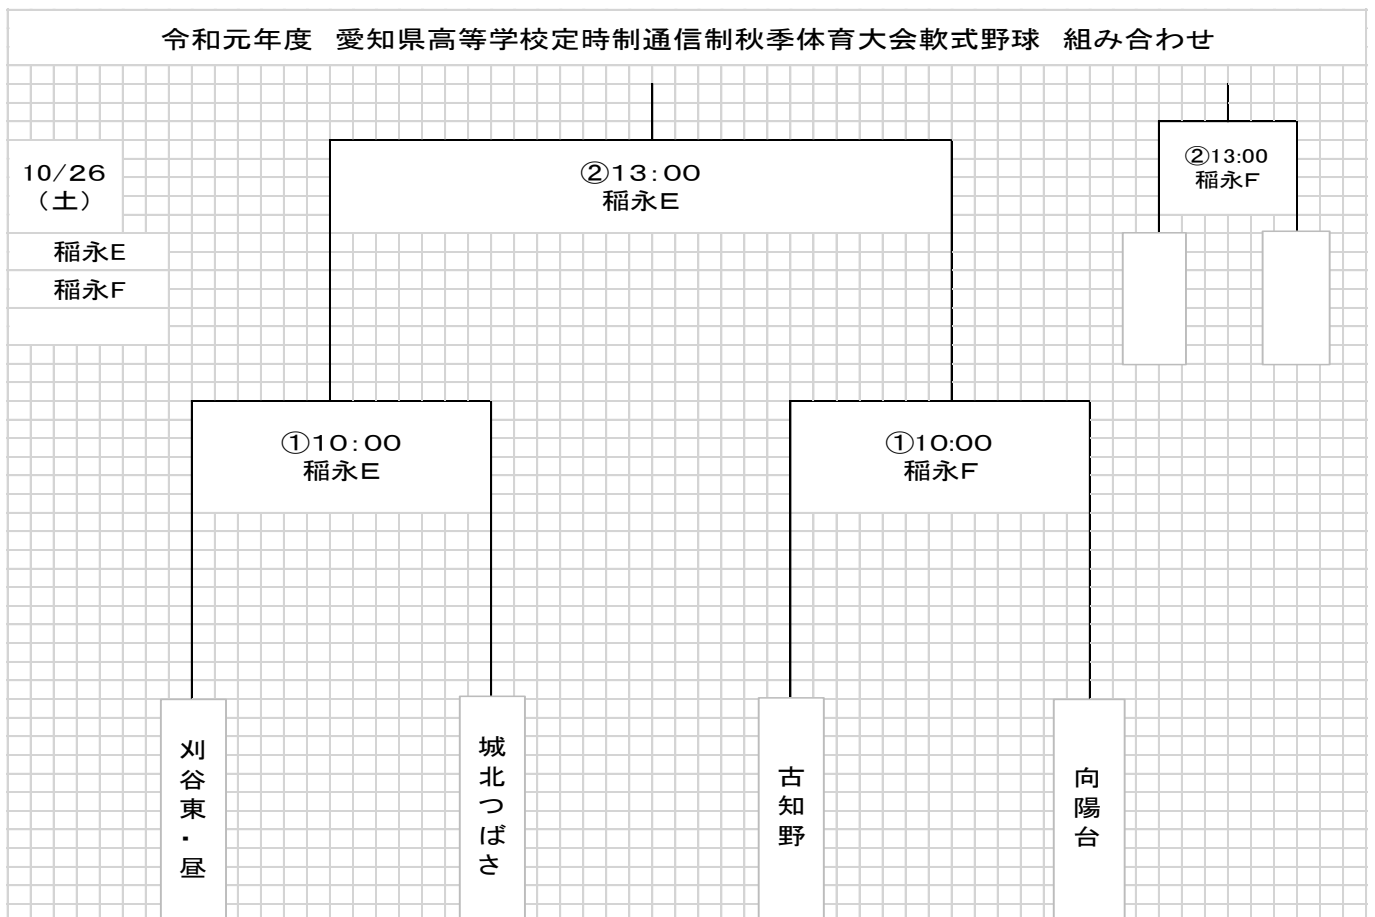 令和元年度 愛知県高等学校定時制通信制秋季体育大会軟式野球 組み合わせ
10/26
(土)
稲永E
稲永F
②13:00
稲永E
②13:00
稲永F
①10:00
稲永E
①10:00
稲永F
刈谷東・昼
城北つばさ
古知野
向陽台